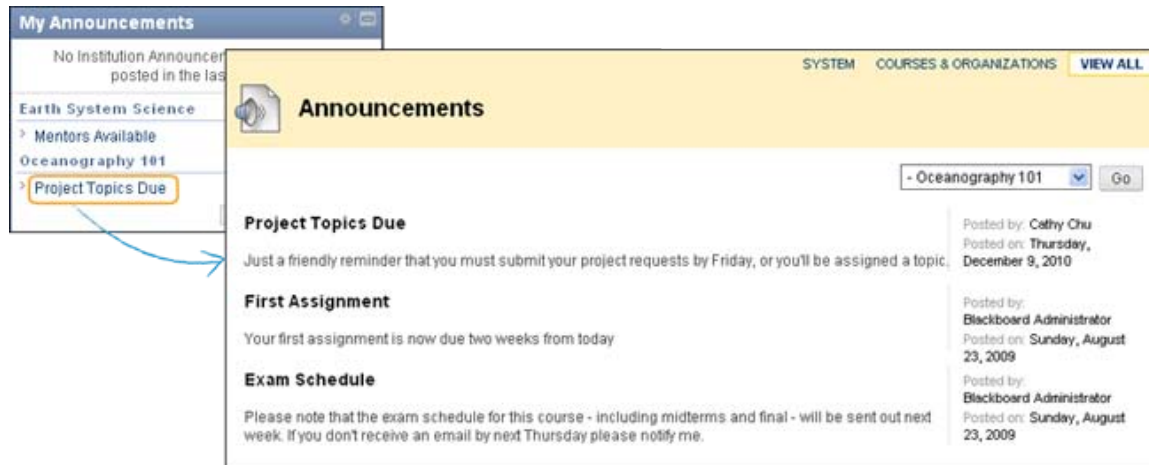 My Announcements
No Institution Announcer
posted in the las
Earth System Science
Mentors Available
Oceanography 101
Project Topics Due
SYSTEM COURSES & ORGANIZATIONS VIEW ALL
Announcements
- Oceanography 101 Go
Project Topics Due
Just a friendly reminder that you must submit your project requests by Friday, or you'll be assigned a topic.
Posted by: Cathy Chu
Posted on: Thursday,
December 9, 2010
First Assignment
Your first assignment is now due two weeks from today
Posted by:
Blackboard Administrator
Posted on: Sunday, August
23, 2009
Exam Schedule
Please note that the exam schedule for this course - including midterms and final - will be sent out next
week. If you don't receive an email by next Thursday please notify me.
Posted by:
Blackboard Administrator
Posted on: Sunday, August
23, 2009